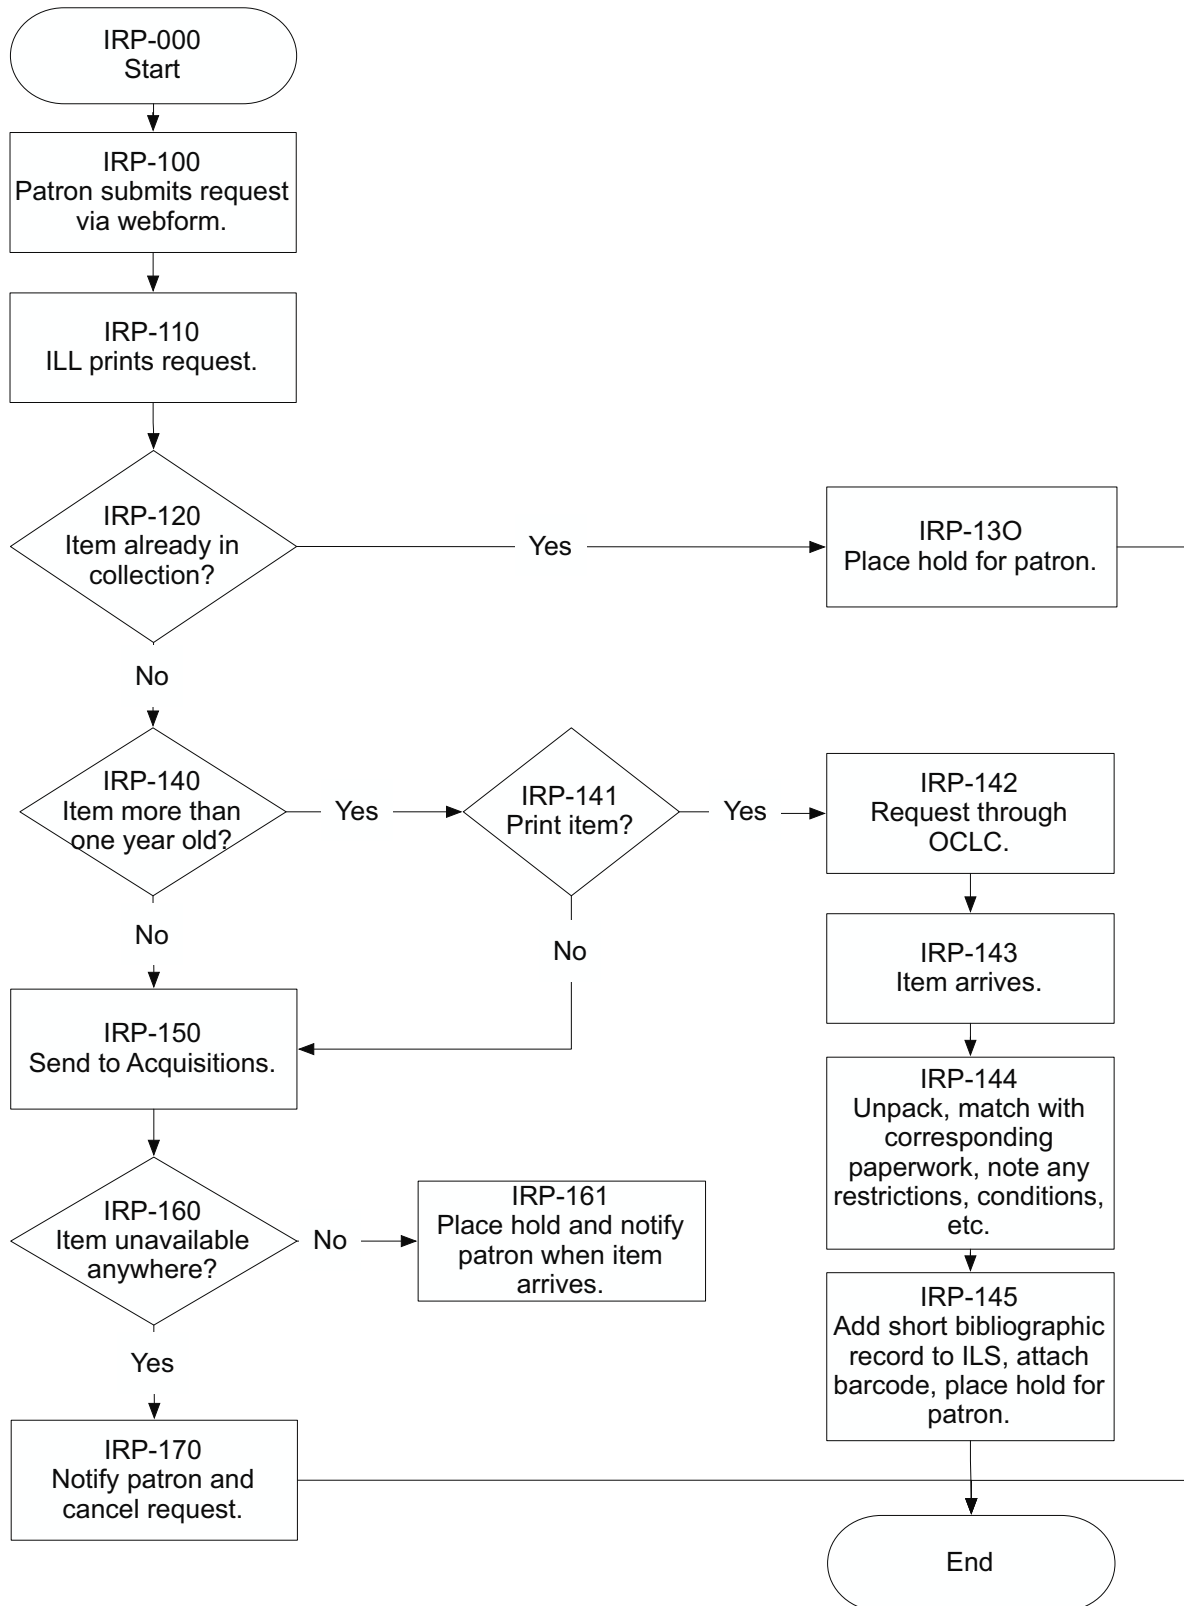 IRP-000
Start
IRP-100
Patron submits request
via webform.
IRP-110
ILL prints request.
IRP-120
Item already in
collection?
Yes
IRP-13O
Place hold for patron.
No
IRP-140
Item more than
one year old?
Yes
IRP-141
Print item?
Yes
IRP-142
Request through
OCLC.
No
No
IRP-143
Item arrives.
IRP-150
Send to Acquisitions.
IRP-144
Unpack, match with
corresponding
paperwork, note any
restrictions, conditions,
etc.
IRP-160
Item unavailable
anywhere?
No
IRP-161
Place hold and notify
patron when item
arrives.
IRP-145
Add short bibliographic
record to ILS, attach
barcode, place hold for
patron.
Yes
IRP-170
Notify patron and
cancel request.
End